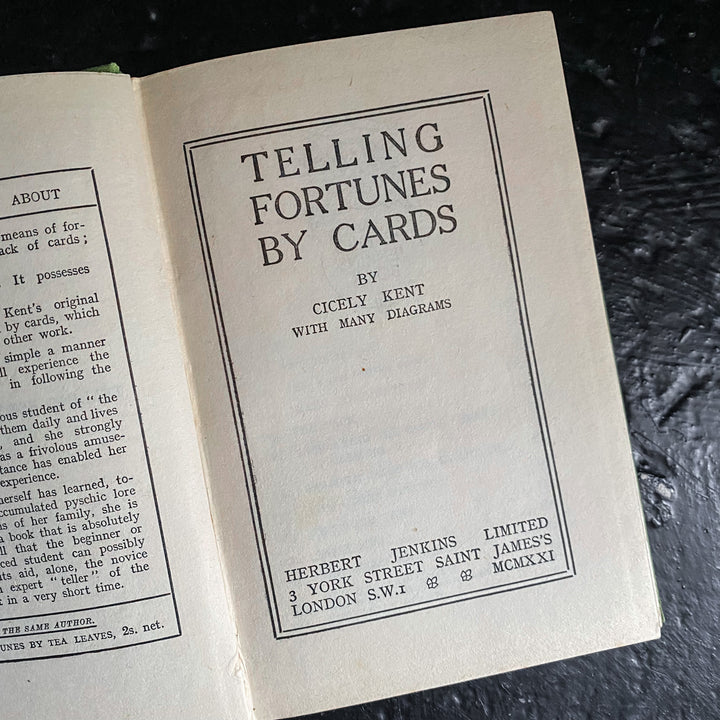 ABOUT
means of for-
ack of cards;
It possesses
Kent's original
by cards, which
other work.
simple a manner
ll experience the
in following the
ous student of "the
them daily and lives
, and she strongly
as a frivolous amuse-
tance has enabled her
experience.
herself has learned, to-
ccumulated pyschic lore
s of her family, she is
a book that is absolutely
ll that the beginner or
ced student can possibly
its aid, alone, the novice
n expert "teller" of the
in a very short time.
THE SAME AUTHOR.
UNES BY TEA LEAVES, 2s. net.
TELLING
FORTUNES
BY CARDS
BY
CICELY KENT
WITH MANY DIAGRAMS
HERBERT JENKINS LIMITED
3 YORK STREET SAINT JAMES'S
LONDON S.W.1 MCMXXI